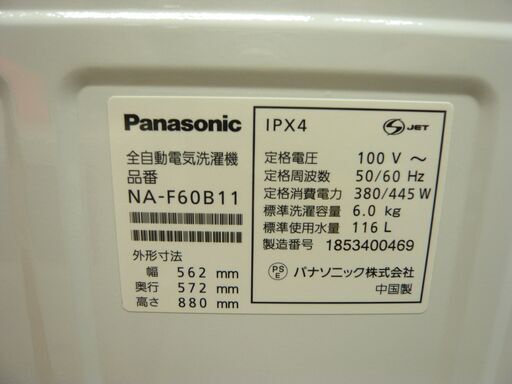 Panasonic
全自動電気洗濯機
品番
NA-F60B11
外形寸法
幅 562 mm
奥行 572 mm
高さ 880 mm
IPX4
S JET
定格電圧 100 V ～
定格周波数 50/60 Hz
定格消費電力 380/445 W
標準洗濯容量 6.0 kg
標準使用水量 116 L
製造番号 1853400469
PS
E
パナソニック株式会社
中国製